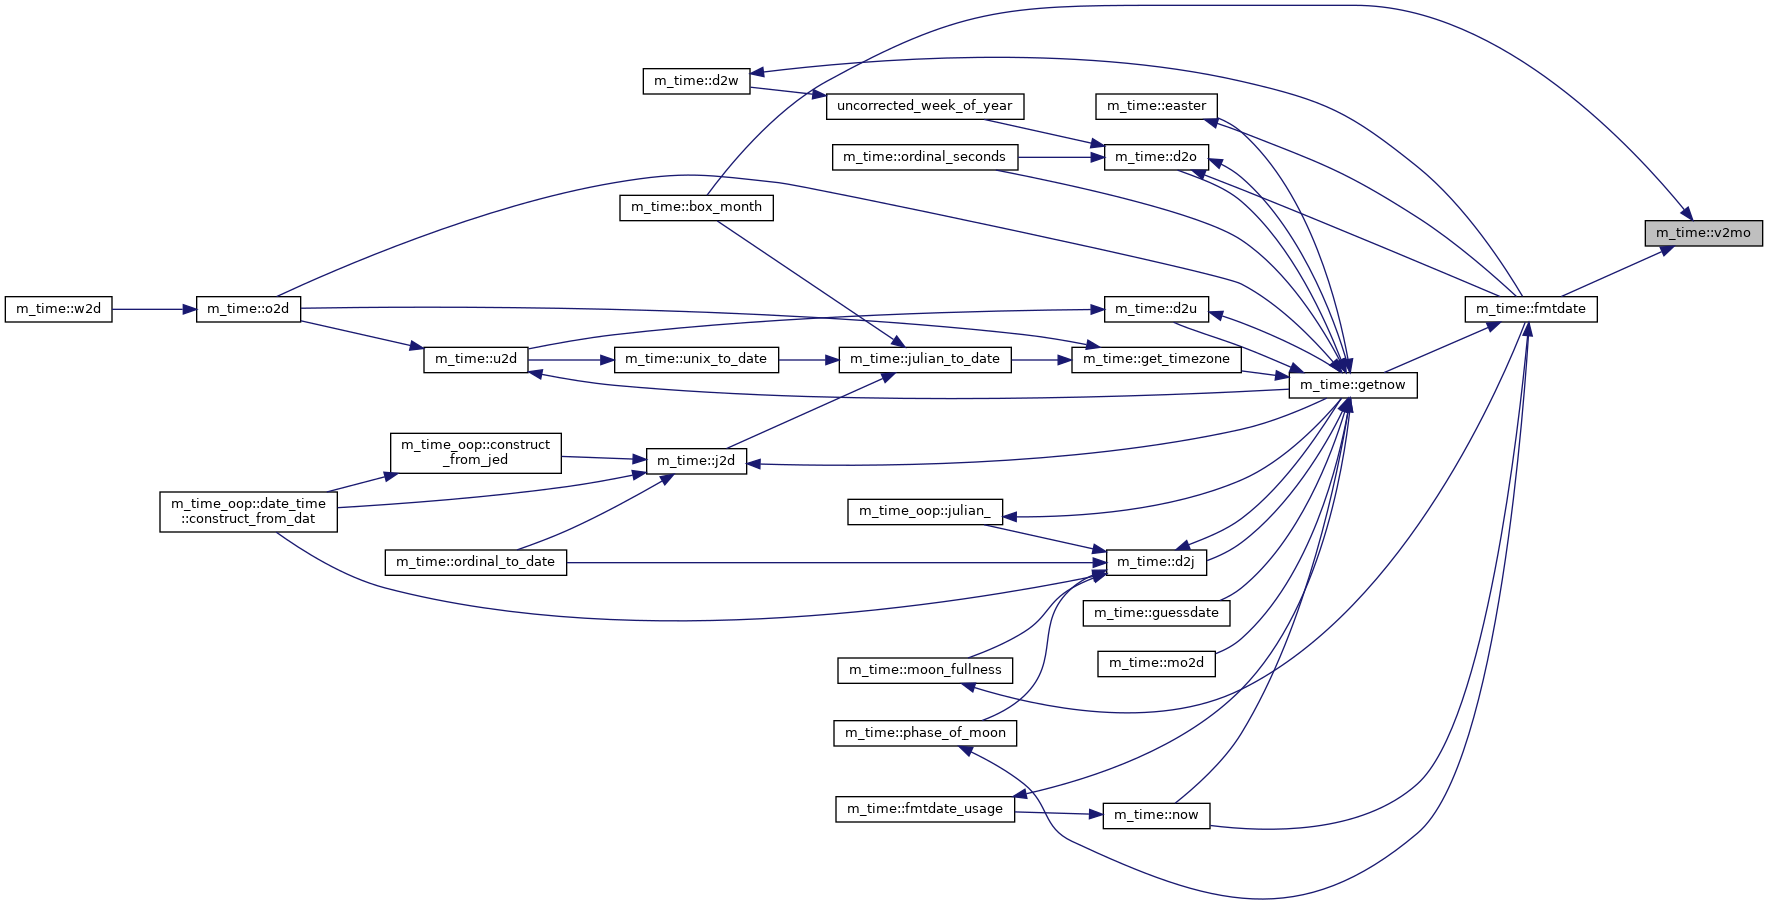 m_time::d2w
uncorrected_week_of_year
m_time::easter
m_time::ordinal_seconds
m_time::d2o
m_time::box_month
m_time::v2mo
m_time::w2d
m_time::o2d
m_time::d2u
m_time::fmtdate
m_time::u2d
m_time::unix_to_date
m_time::julian_to_date
m_time::get_timezone
m_time::getnow
m_time_oop::construct
_from_jed
m_time::j2d
m_time_oop::date_time
::construct_from_dat
m_time_oop::julian_
m_time::ordinal_to_date
m_time::d2j
m_time::guessdate
m_time::moon_fullness
m_time::mo2d
m_time::phase_of_moon
m_time::fmtdate_usage
m_time::now